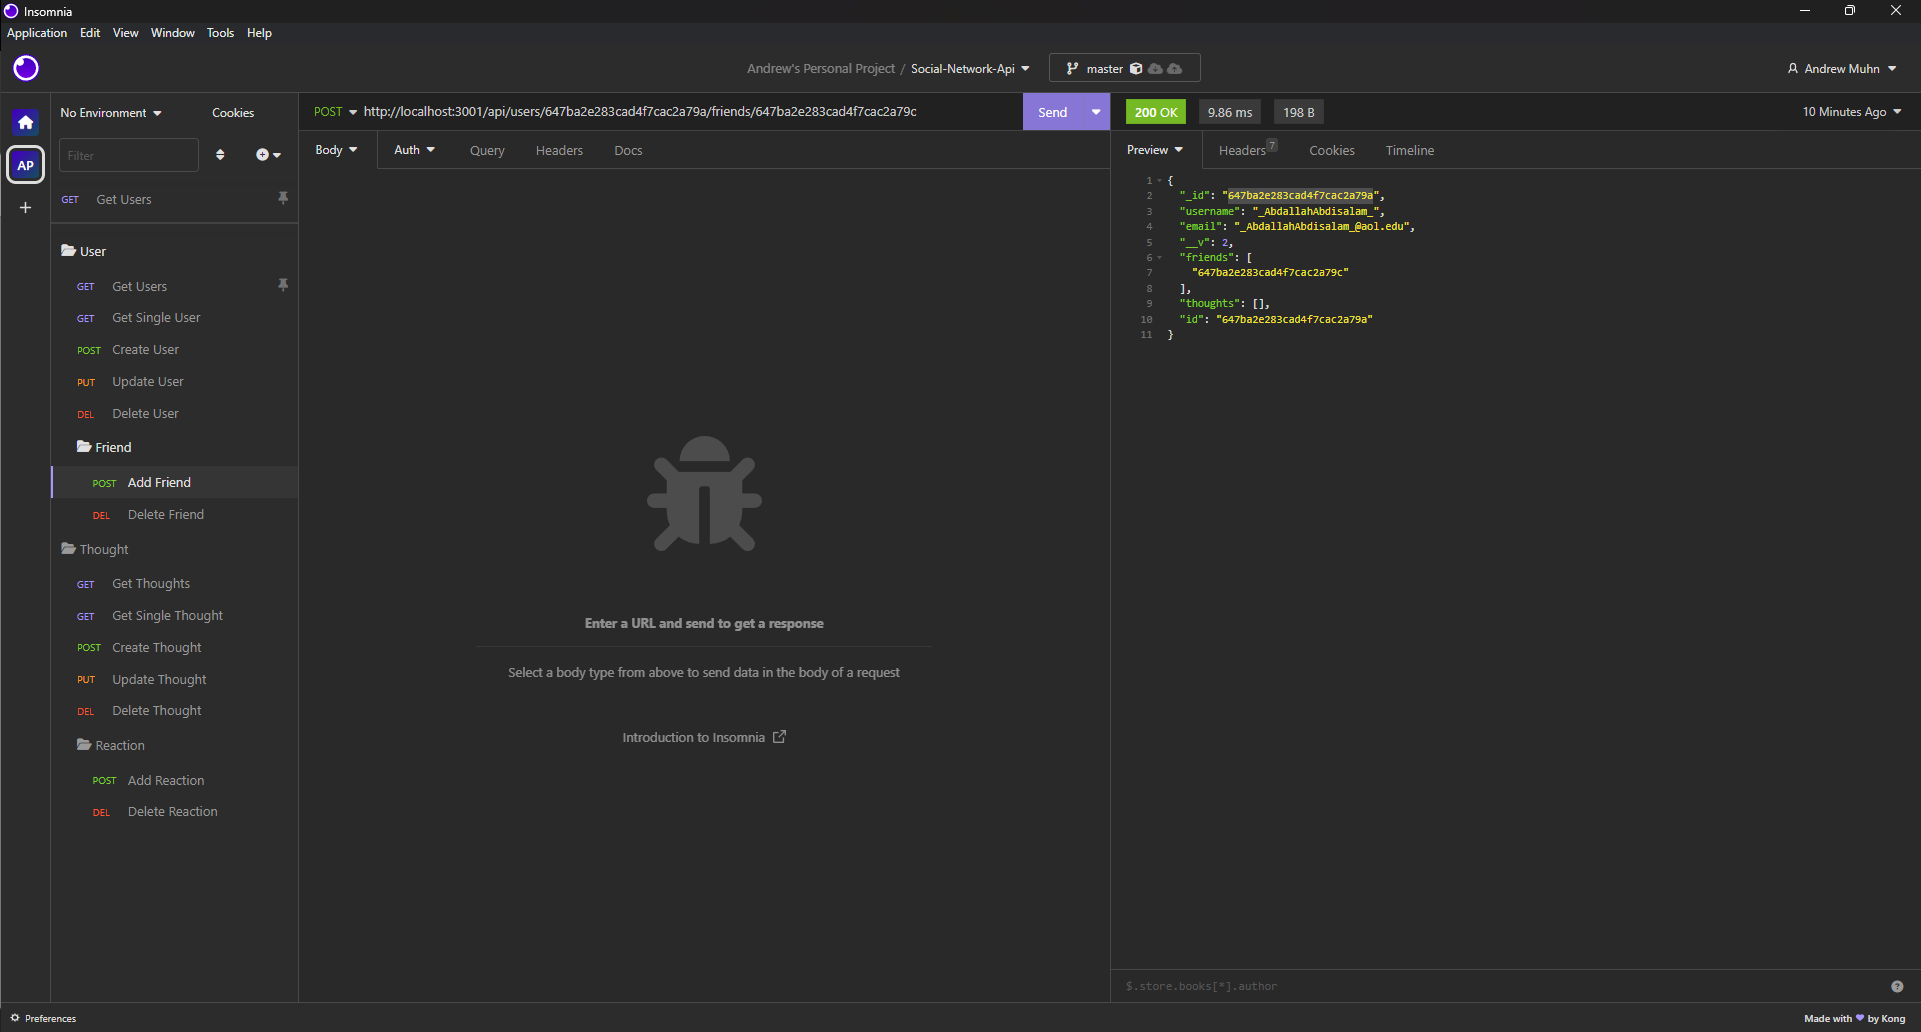 Insomnia
Application Edit View Window Tools Help
Andrew's Personal Project / Social-Network-Api
master
Andrew Muhn
No Environment
Cookies
POST
http://localhost:3001/api/users/647ba2e283cad4f7cac2a79a/friends/647ba2e283cad4f7cac2a79c
Send
200 OK
9.86 ms
198 B
10 Minutes Ago
AP
Filter
Body
Auth
Query
Headers
Docs
Preview
Headers 7
Cookies
Timeline
GET Get Users
User
GET Get Users
GET Get Single User
POST Create User
PUT Update User
DEL Delete User
Friend
POST Add Friend
DEL Delete Friend
Thought
GET Get Thoughts
GET Get Single Thought
POST Create Thought
PUT Update Thought
DEL Delete Thought
Reaction
POST Add Reaction
DEL Delete Reaction
Enter a URL and send to get a response
Select a body type from above to send data in the body of a request
Introduction to Insomnia
1 {
2 "_id": "647ba2e283cad4f7cac2a79a",
3 "username": "_AbdallahAbdisalam_",
4 "email": "_AbdallahAbdisalam_@aol.edu",
5 "__v": 2,
6 "friends": [
7 "647ba2e283cad4f7cac2a79c"
8 ],
9 "thoughts": [],
10 "id": "647ba2e283cad4f7cac2a79a"
11 }
$.store.books[*].author
Preferences
Made with ♥ by Kong